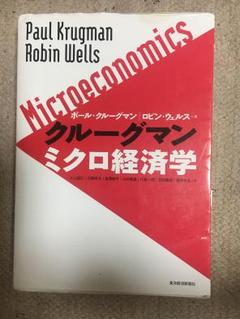 Paul Krugman
Robin Wells
Microeconomics
ポール・クルーグマン ロビン・ウェルス
クルーグマン
ミクロ経済学
東洋経済新報社